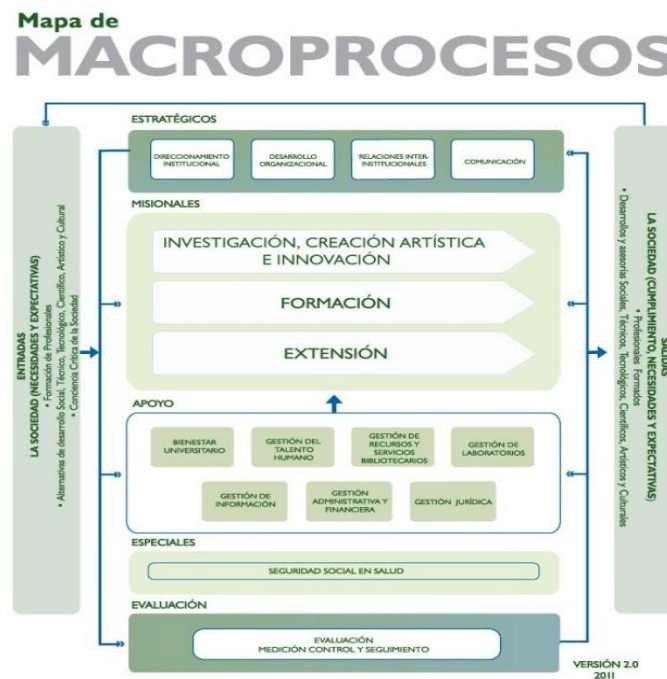 Mapa de
MACROPROCESOS
ESTRATÉGICOS
DIRECCIONAMIENTO
INSTITUCIONAL
DESARROLLO
ORGANIZACIONAL
RELACIONES INTER-
INSTITUCIONALES
COMUNICACIÓN
ENTRADAS
LA SOCIEDAD (NECESIDADES Y EXPECTATIVAS)
• Formación de Profesionales
• Alternativas de desarrollo Social, Técnico, Tecnológico, Científico, Artístico y Cultural
• Conciencia Crítica de la Sociedad
MISIONALES
INVESTIGACIÓN, CREACIÓN ARTÍSTICA
E INNOVACIÓN
FORMACIÓN
EXTENSIÓN
APOYO
BIENESTAR
UNIVERSITARIO
GESTIÓN DEL
TALENTO
HUMANO
GESTIÓN DE
RECURSOS Y
SERVICIOS
BIBLIOTECARIOS
GESTIÓN DE
LABORATORIOS
GESTIÓN DE
INFORMACIÓN
GESTIÓN
ADMINISTRATIVA Y
FINANCIERA
GESTIÓN JURÍDICA
ESPECIALES
SEGURIDAD SOCIAL EN SALUD
EVALUACIÓN
EVALUACIÓN
MEDICIÓN CONTROL Y SEGUIMIENTO
SALIDAS
LA SOCIEDAD (CUMPLIMIENTO, NECESIDADES Y EXPECTATIVAS)
• Profesionales Formados
• Desarrollos y asesorías Sociales, Técnicos, Tecnológicos, Científicos, Artísticos y Culturales
VERSIÓN 2.0
2011